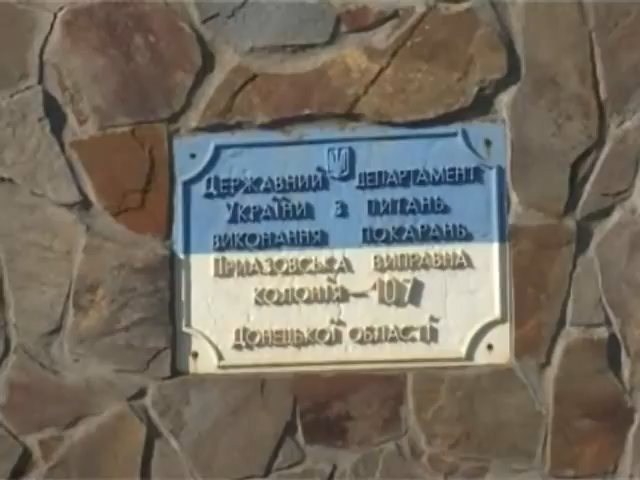 Державний департамент
України з питань
виконання покарань
Приазовська виправна
колонія – 107
Донецької області